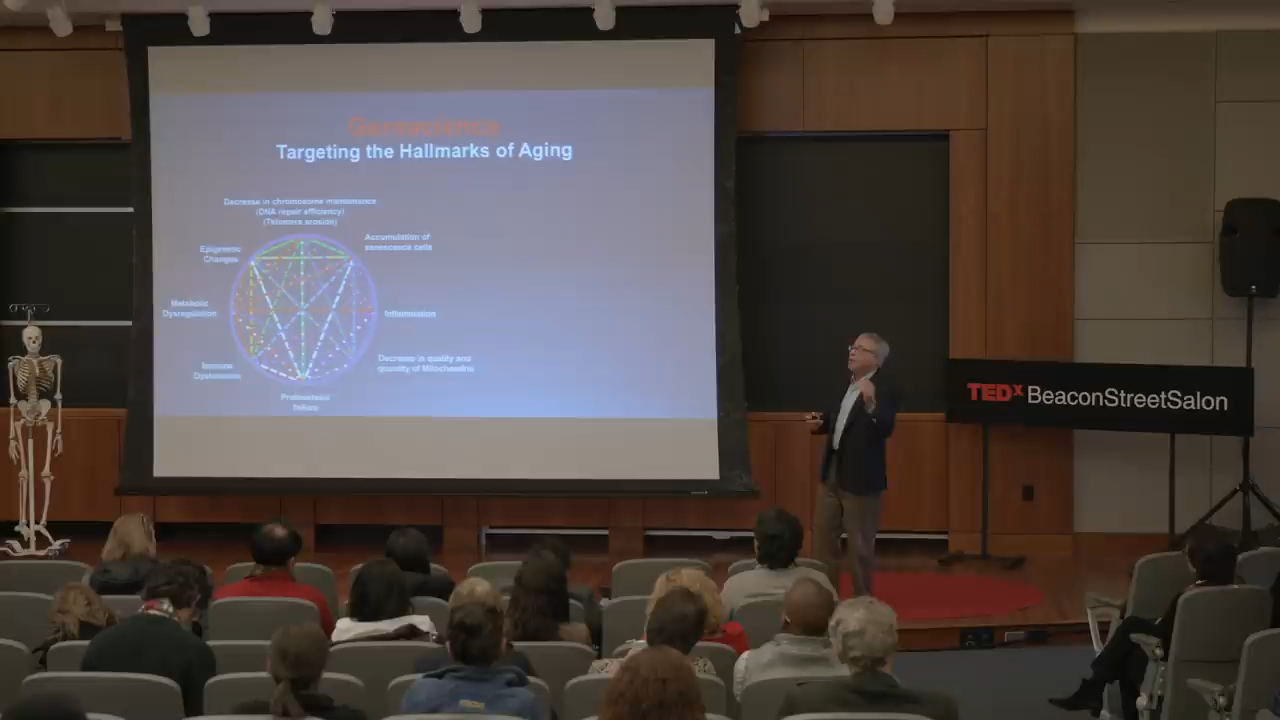 Geroscience
Targeting the Hallmarks of Aging
Decrease in chromosome maintenance
(DNA repair efficiency)
(Telomere erosion)
Epigenetic
Changes
Accumulation of
senescence cells
Metabolic
Dysregulation
Inflammation
Immune
Dysfunction
Decrease in quality and
quantity of Mitochondria
Proteostasis
failure
TEDx BeaconStreetSalon